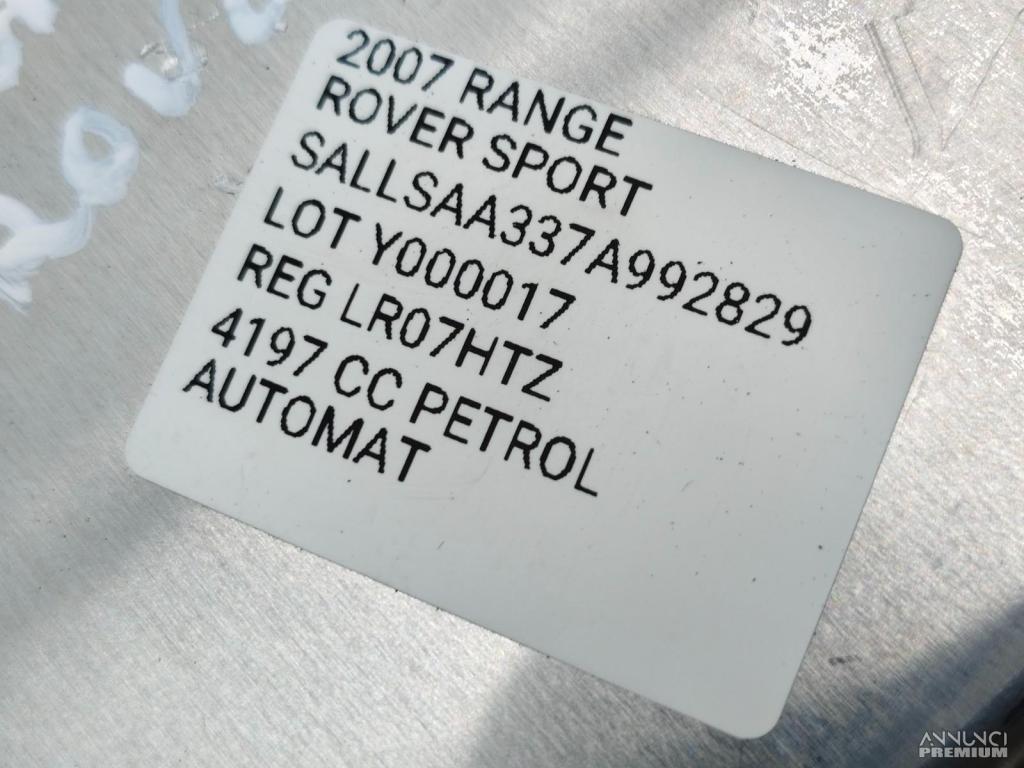 2007 RANGE
ROVER SPORT
SALLSAA337A992829
LOT Y000017
REG LR07HTZ
4197 CC PETROL
AUTOMAT
ANNUNCI
PREMIUM